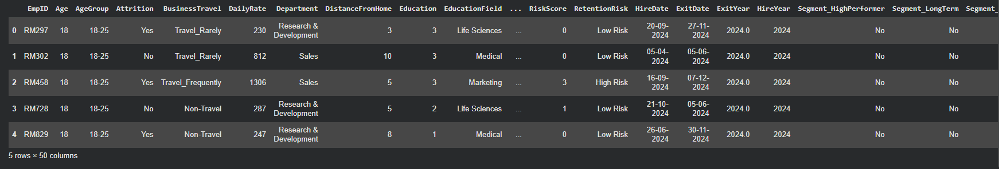 EmpID Age AgeGroup Attrition BusinessTravel DailyRate Department DistanceFromHome Education EducationField ... RiskScore RetentionRisk HireDate ExitDate ExitYear HireYear Segment_HighPerformer Segment_LongTerm Segment_
0 RM297 18 18-25 Yes Travel_Rarely 230 Research & Development 3 3 Life Sciences ... 0 Low Risk 20-09-2024 27-11-2024 2024.0 2024 No No
1 RM302 18 18-25 No Travel_Rarely 812 Sales 10 3 Medical ... 0 Low Risk 05-04-2024 05-06-2024 2024.0 2024 No No
2 RM458 18 18-25 Yes Travel_Frequently 1306 Sales 5 3 Marketing ... 3 High Risk 16-09-2024 07-12-2024 2024.0 2024 No No
3 RM728 18 18-25 No Non-Travel 287 Research & Development 5 2 Life Sciences ... 1 Low Risk 21-10-2024 05-06-2024 2024.0 2024 No No
4 RM829 18 18-25 Yes Non-Travel 247 Research & Development 8 1 Medical ... 0 Low Risk 26-06-2024 30-11-2024 2024.0 2024 No No
5 rows × 50 columns